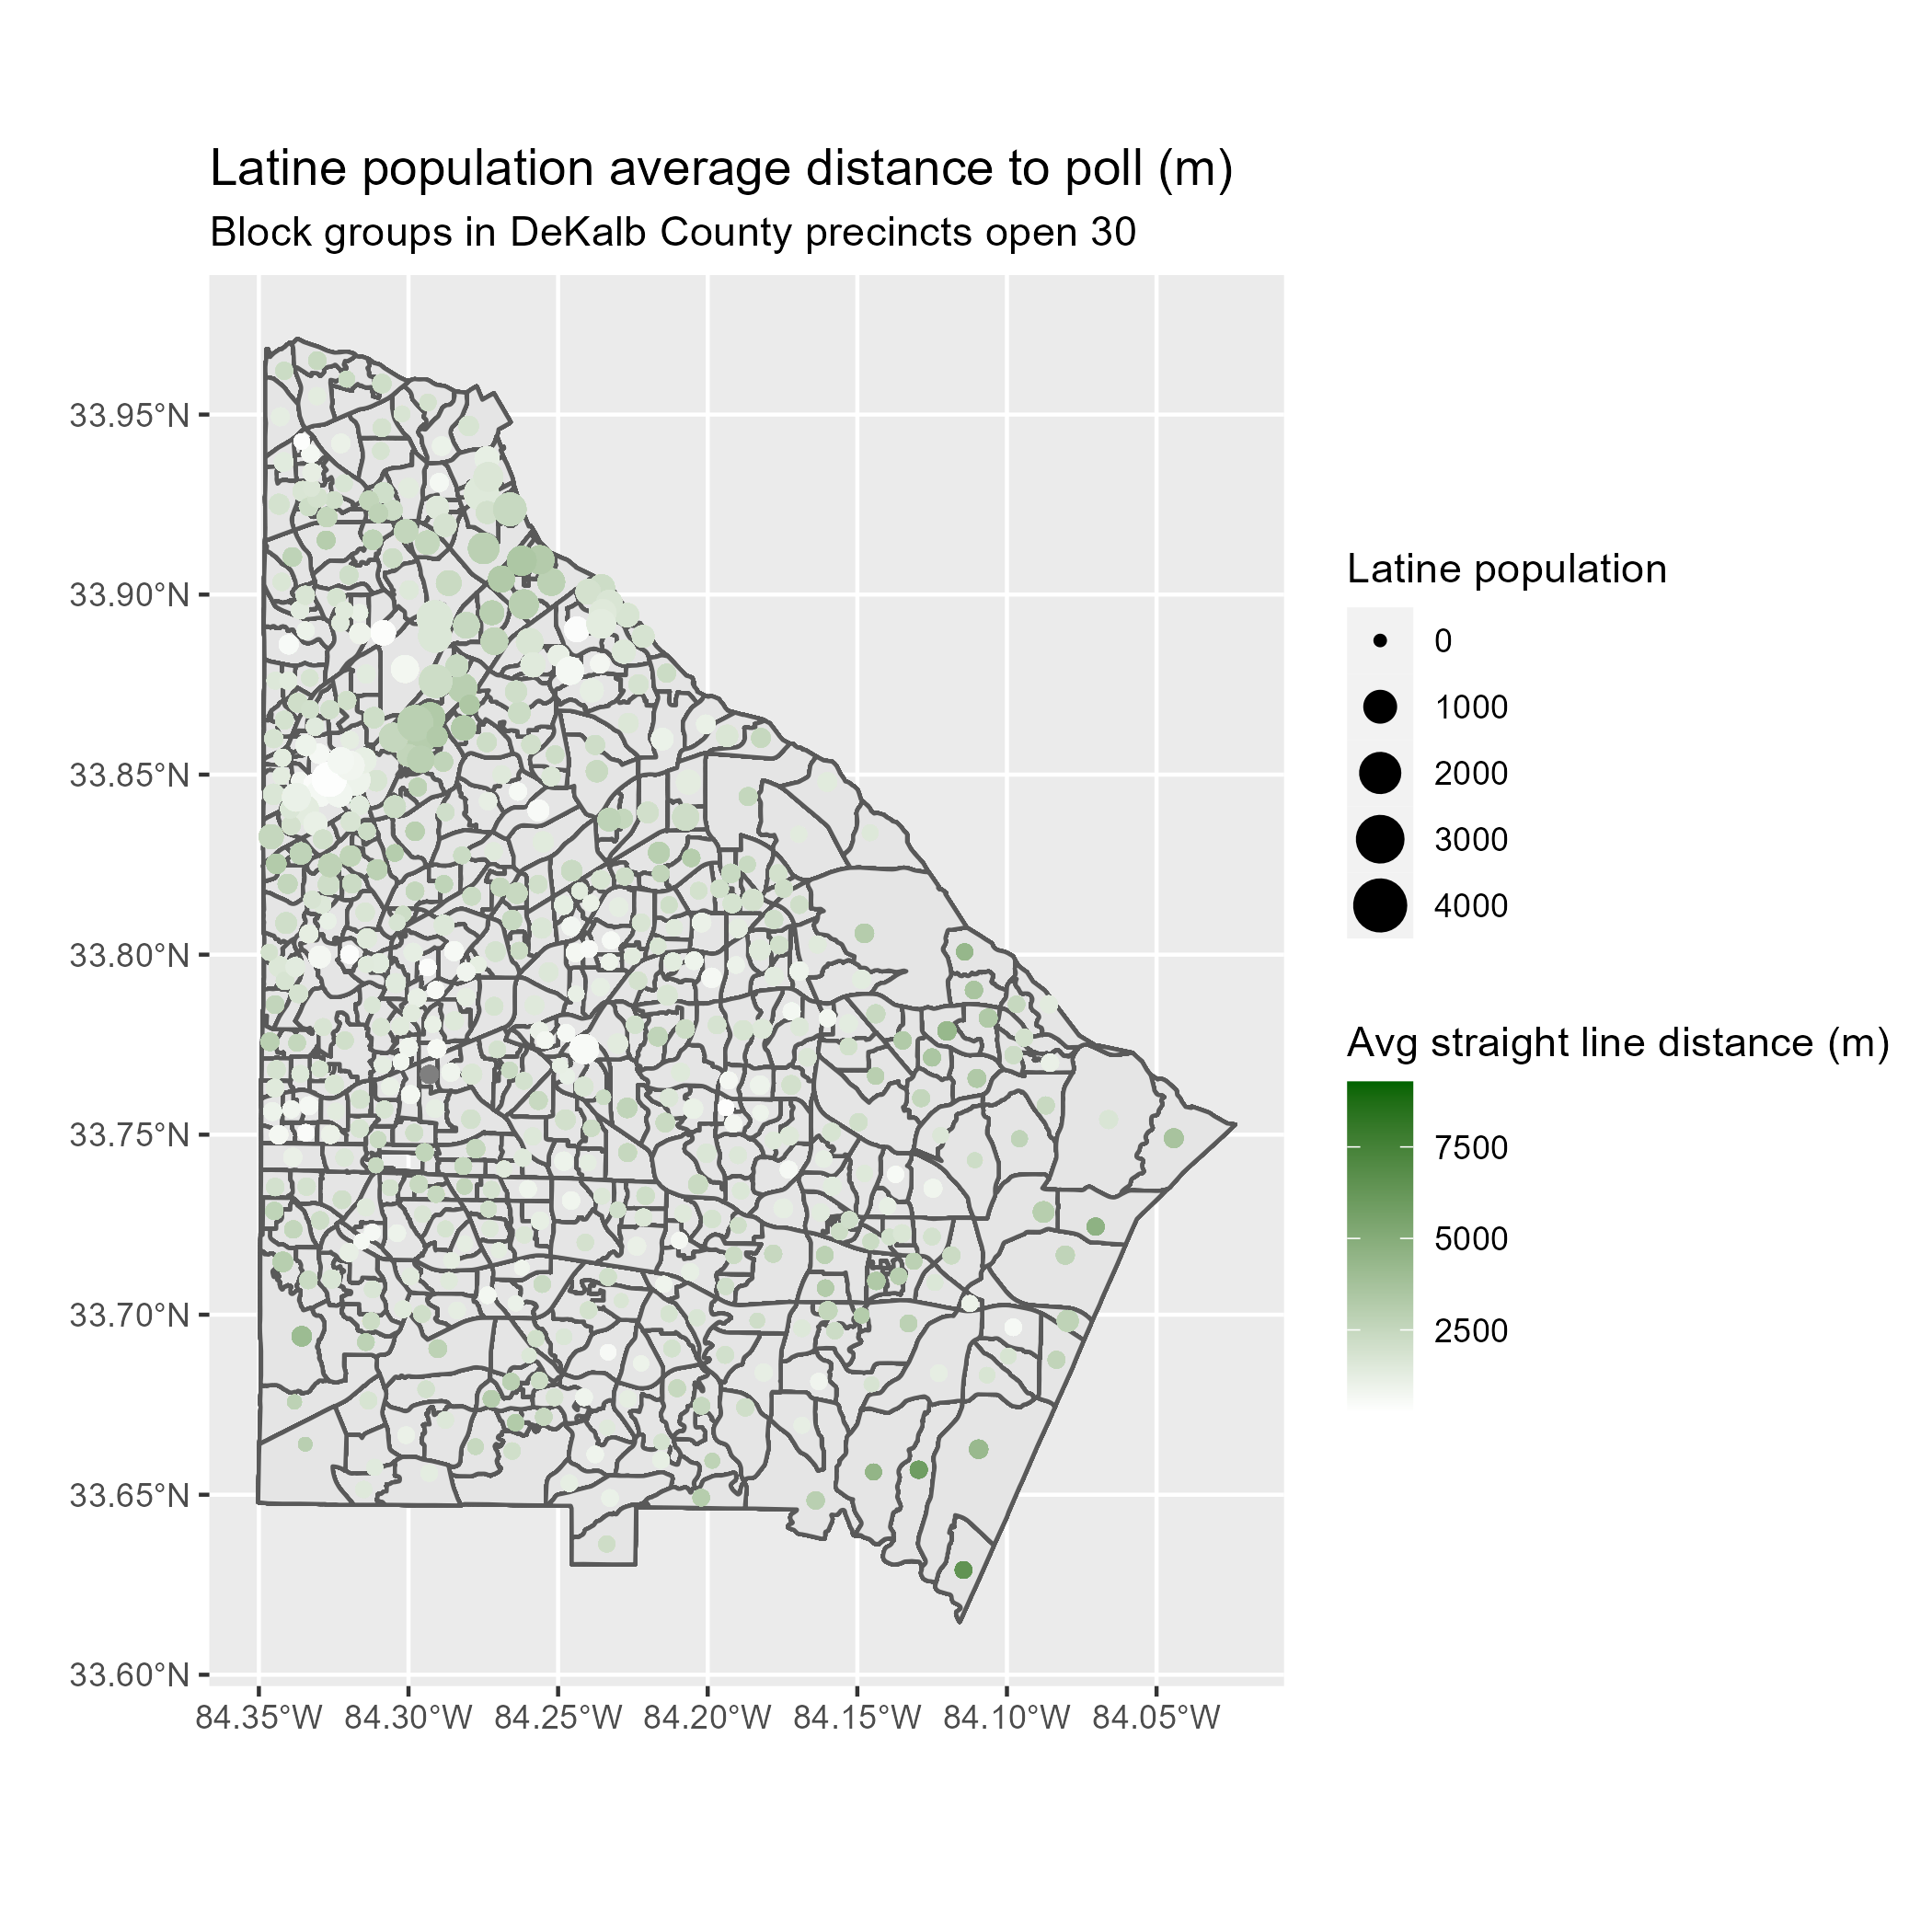 Latine population average distance to poll (m)
Block groups in DeKalb County precincts open 30
33.95°N
33.90°N
33.85°N
33.80°N
33.75°N
33.70°N
33.65°N
33.60°N
84.35°W 84.30°W 84.25°W 84.20°W 84.15°W 84.10°W 84.05°W
Latine population
0
1000
2000
3000
4000
Avg straight line distance (m)
7500
5000
2500